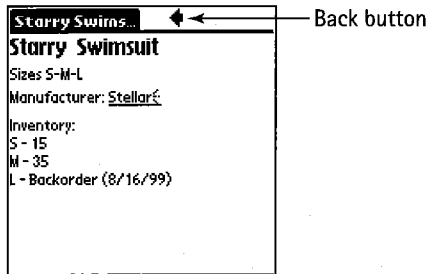 Starry Swims...
Back button
Starry Swimsuit
Sizes S-M-L
Manufacturer: Stellar
Inventory:
S - 15
M - 35
L - Backorder (8/16/99)